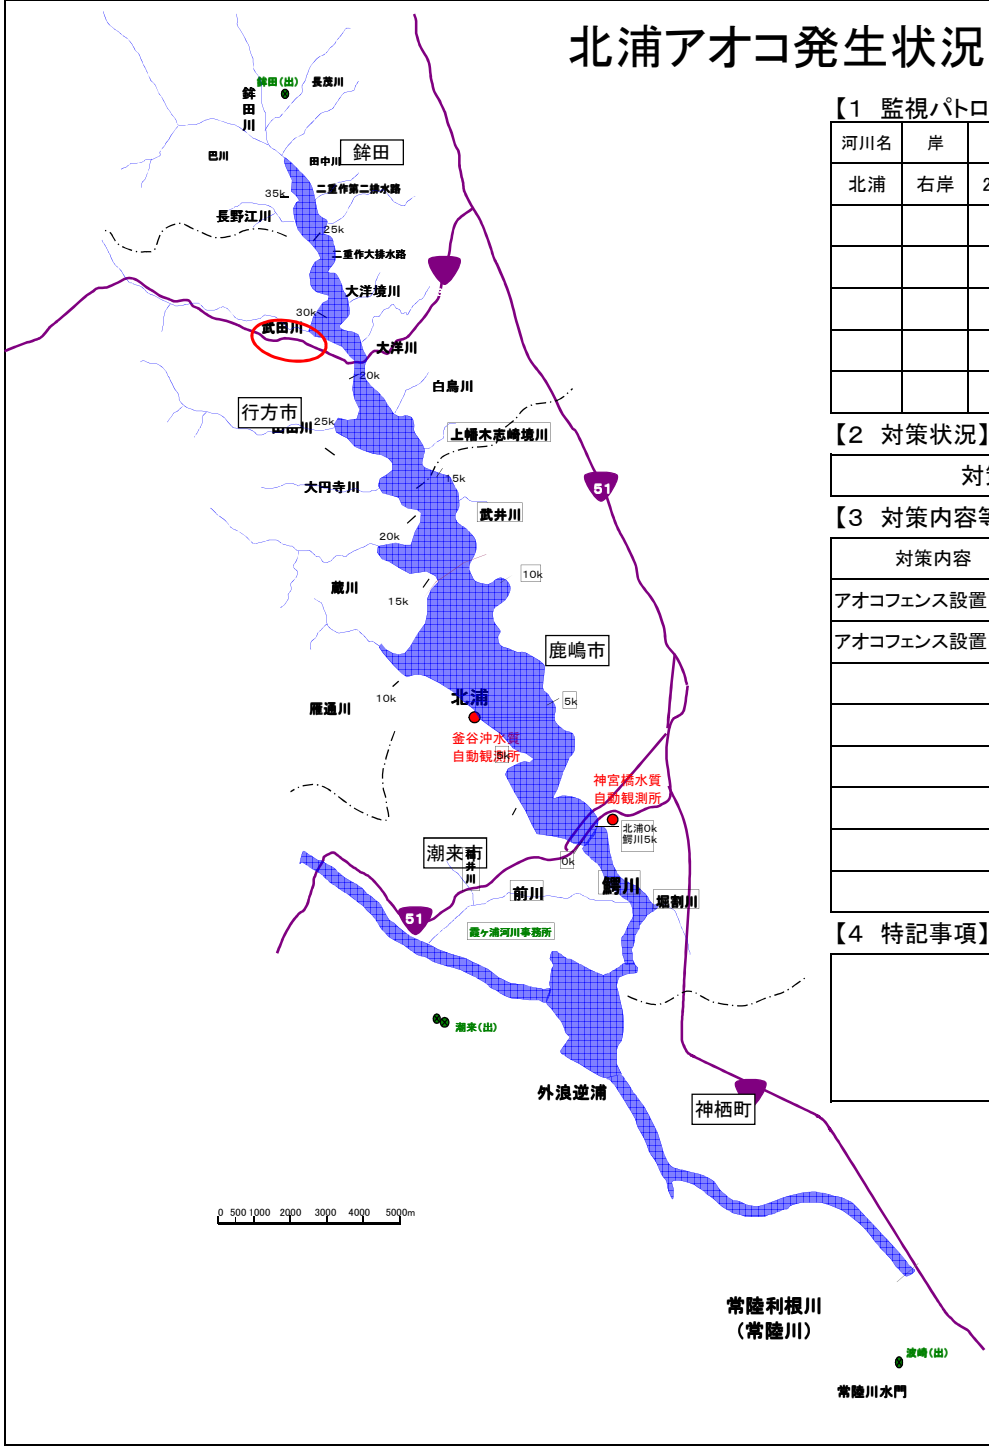 北浦アオコ発生状況
【1 監視パトロ
河川名 岸
北浦 右岸 2
【2 対策状況】
対策
【3 対策内容等
対策内容
アオコフェンス設置
アオコフェンス設置
【4 特記事項】
鉾田(出)
長茂川
鉾田川
巴川
田中川
鉾田
35k
二重作第二排水路
長野江川
25k
二重作大排水路
大洋境川
30k
武田川
大洋川
20k
白鳥川
行方市
山田川
25k
上幡木志崎境川
15k
大円寺川
51
武井川
20k
10k
蔵川
15k
鹿嶋市
10k
北浦
5k
雁通川
釜谷沖水質
自動観測所
5k
神宮橋水質
自動観測所
北浦0k
鰐川5k
潮来市
0k
前川
鰐川
堀割川
51
霞ヶ浦河川事務所
潮来(出)
外浪逆浦
神栖町
0 500 1000 2000 3000 4000 5000m
常陸利根川
(常陸川)
波崎(出)
常陸川水門